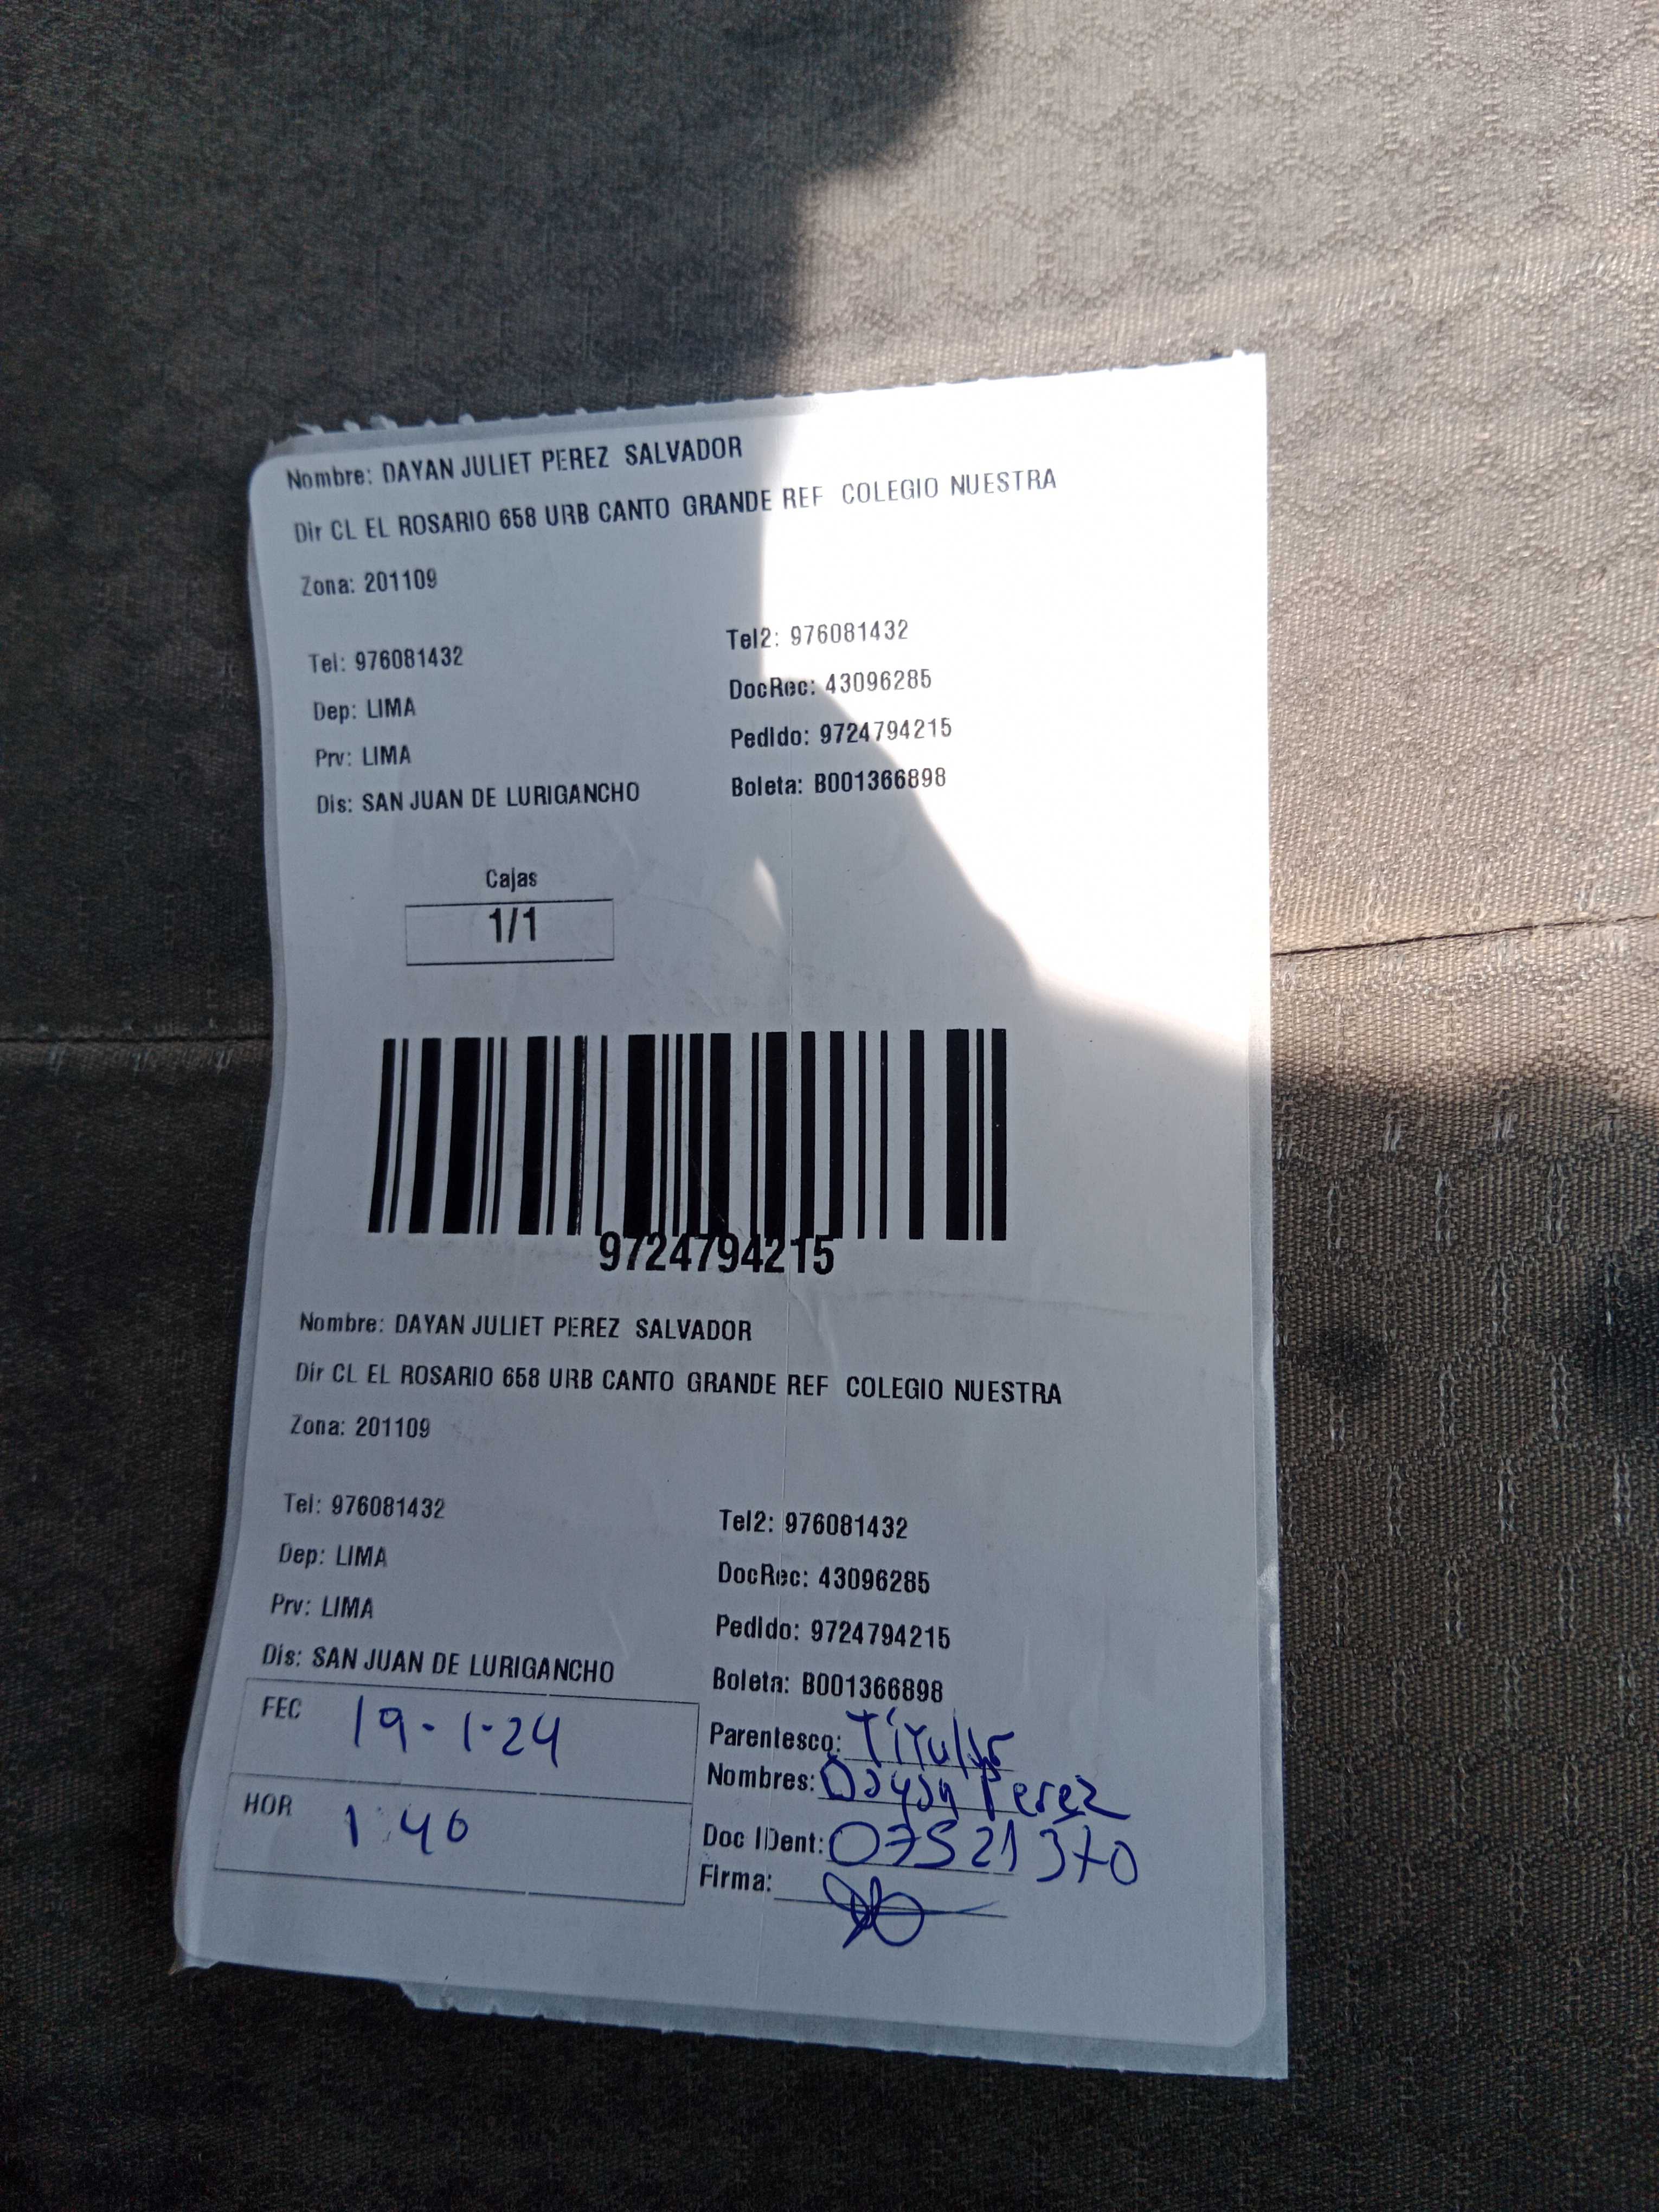 Nombre: DAYAN JULIET PEREZ SALVADOR
Dir CL EL ROSARIO 658 URB CANTO GRANDE REF COLEGIO NUESTRA
Zona: 201109
Tel: 976081432 Tel2: 976081432
Dep: LIMA DocRec: 43096285
Prv: LIMA Pedido: 9724794215
Dis: SAN JUAN DE LURIGANCHO Boleta: B001366898
Cajas
1/1
9724794215
Nombre: DAYAN JULIET PEREZ SALVADOR
Dir CL EL ROSARIO 658 URB CANTO GRANDE REF COLEGIO NUESTRA
Zona: 201109
Tel: 976081432 Tel2: 976081432
Dep: LIMA DocRec: 43096285
Prv: LIMA Pedido: 9724794215
Dis: SAN JUAN DE LURIGANCHO Boleta: B001366898
FEC 19-1-24 Parentesco: Titular
Nombres: Dayan Perez
HOR 1:40 Doc IDent: 07521370
Firma: